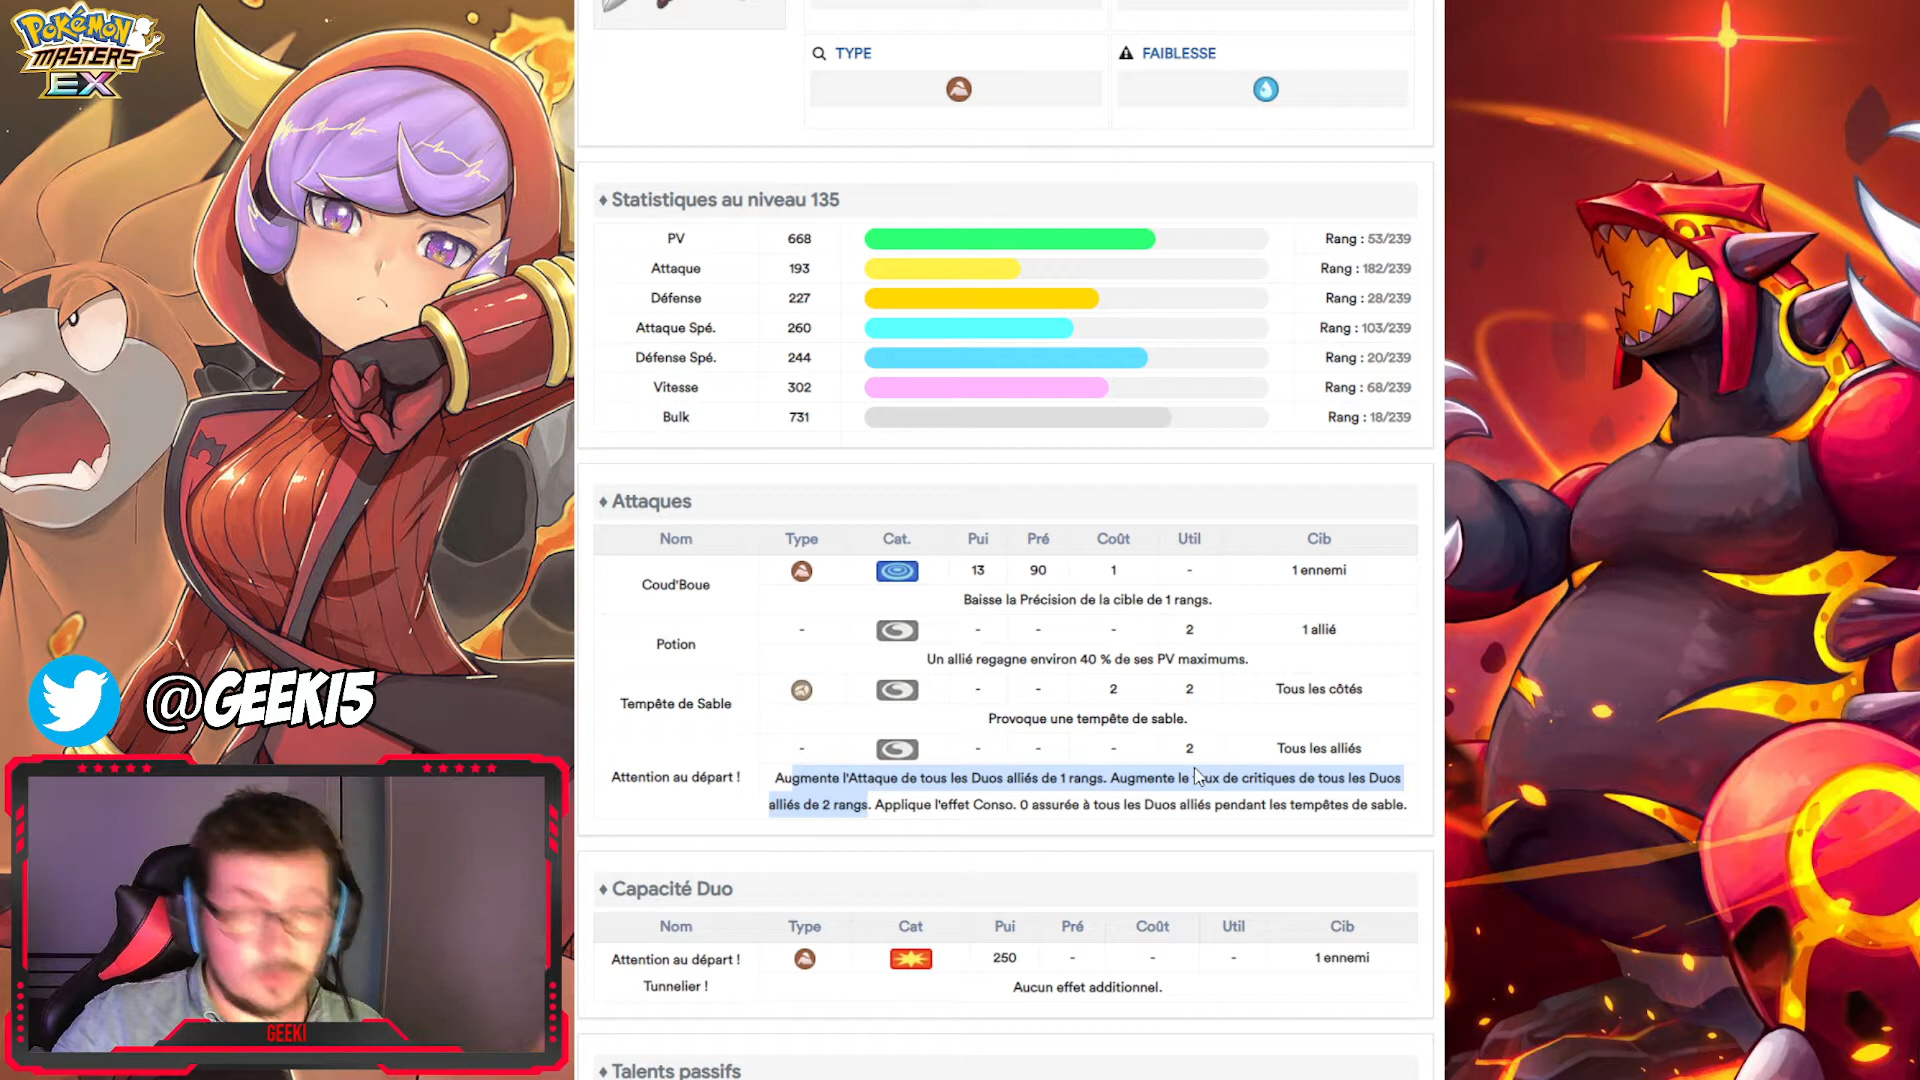 Pokémon
MASTERS
EX
TYPE
FAIBLESSE
♦ Statistiques au niveau 135
PV 668 Rang : 53/239
Attaque 193 Rang : 182/239
Défense 227 Rang : 28/239
Attaque Spé. 260 Rang : 103/239
Défense Spé. 244 Rang : 20/239
Vitesse 302 Rang : 68/239
Bulk 731 Rang : 18/239
♦ Attaques
Nom Type Cat. Pui Pré Coût Util Cib
Coud'Boue 13 90 1 - 1 ennemi
Baisse la Précision de la cible de 1 rangs.
Potion - - - - 2 1 allié
Un allié regagne environ 40 % de ses PV maximums.
Tempête de Sable - - 2 2 Tous les côtés
Provoque une tempête de sable.
Attention au départ ! - - - - 2 Tous les alliés
Augmente l'Attaque de tous les Duos alliés de 1 rangs. Augmente le ux de critiques de tous les Duos
alliés de 2 rangs. Applique l'effet Conso. 0 assurée à tous les Duos alliés pendant les tempêtes de sable.
♦ Capacité Duo
Nom Type Cat Pui Pré Coût Util Cib
Attention au départ ! 250 - - - 1 ennemi
Tunnelier ! Aucun effet additionnel.
♦ Talents passifs
@GEEKI5
GEEKI